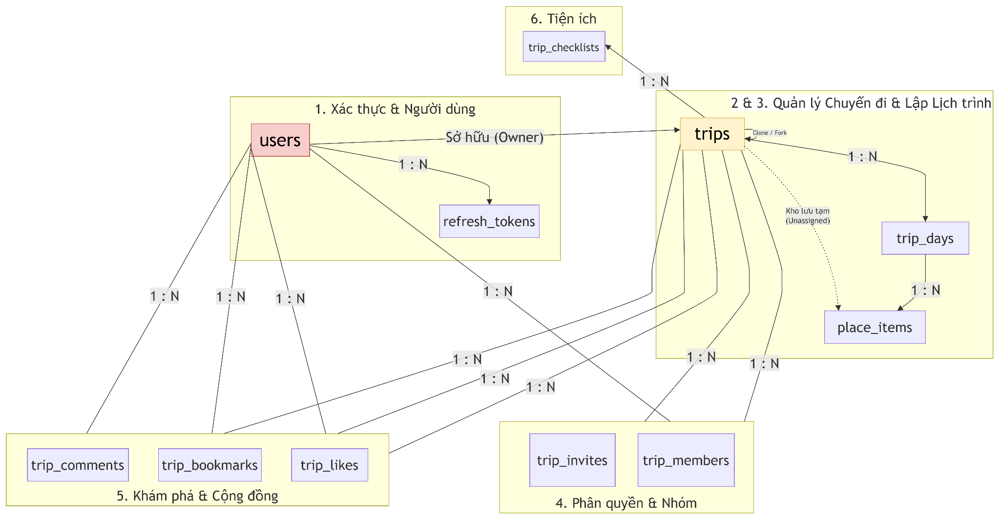 6. Tiện ích
trip_checklists
1 : N
1. Xác thực & Người dùng
users
Sở hữu (Owner)
1 : N
refresh_tokens
2 & 3. Quản lý Chuyến đi & Lập Lịch trình
trips
Clone / Fork
1 : N
Kho lưu tạm
(Unassigned)
trip_days
1 : N
place_items
1 : N
1 : N
1 : N
1 : N
1 : N
1 : N
1 : N
1 : N
1 : N
trip_comments
trip_bookmarks
trip_likes
5. Khám phá & Cộng đồng
trip_invites
trip_members
4. Phân quyền & Nhóm